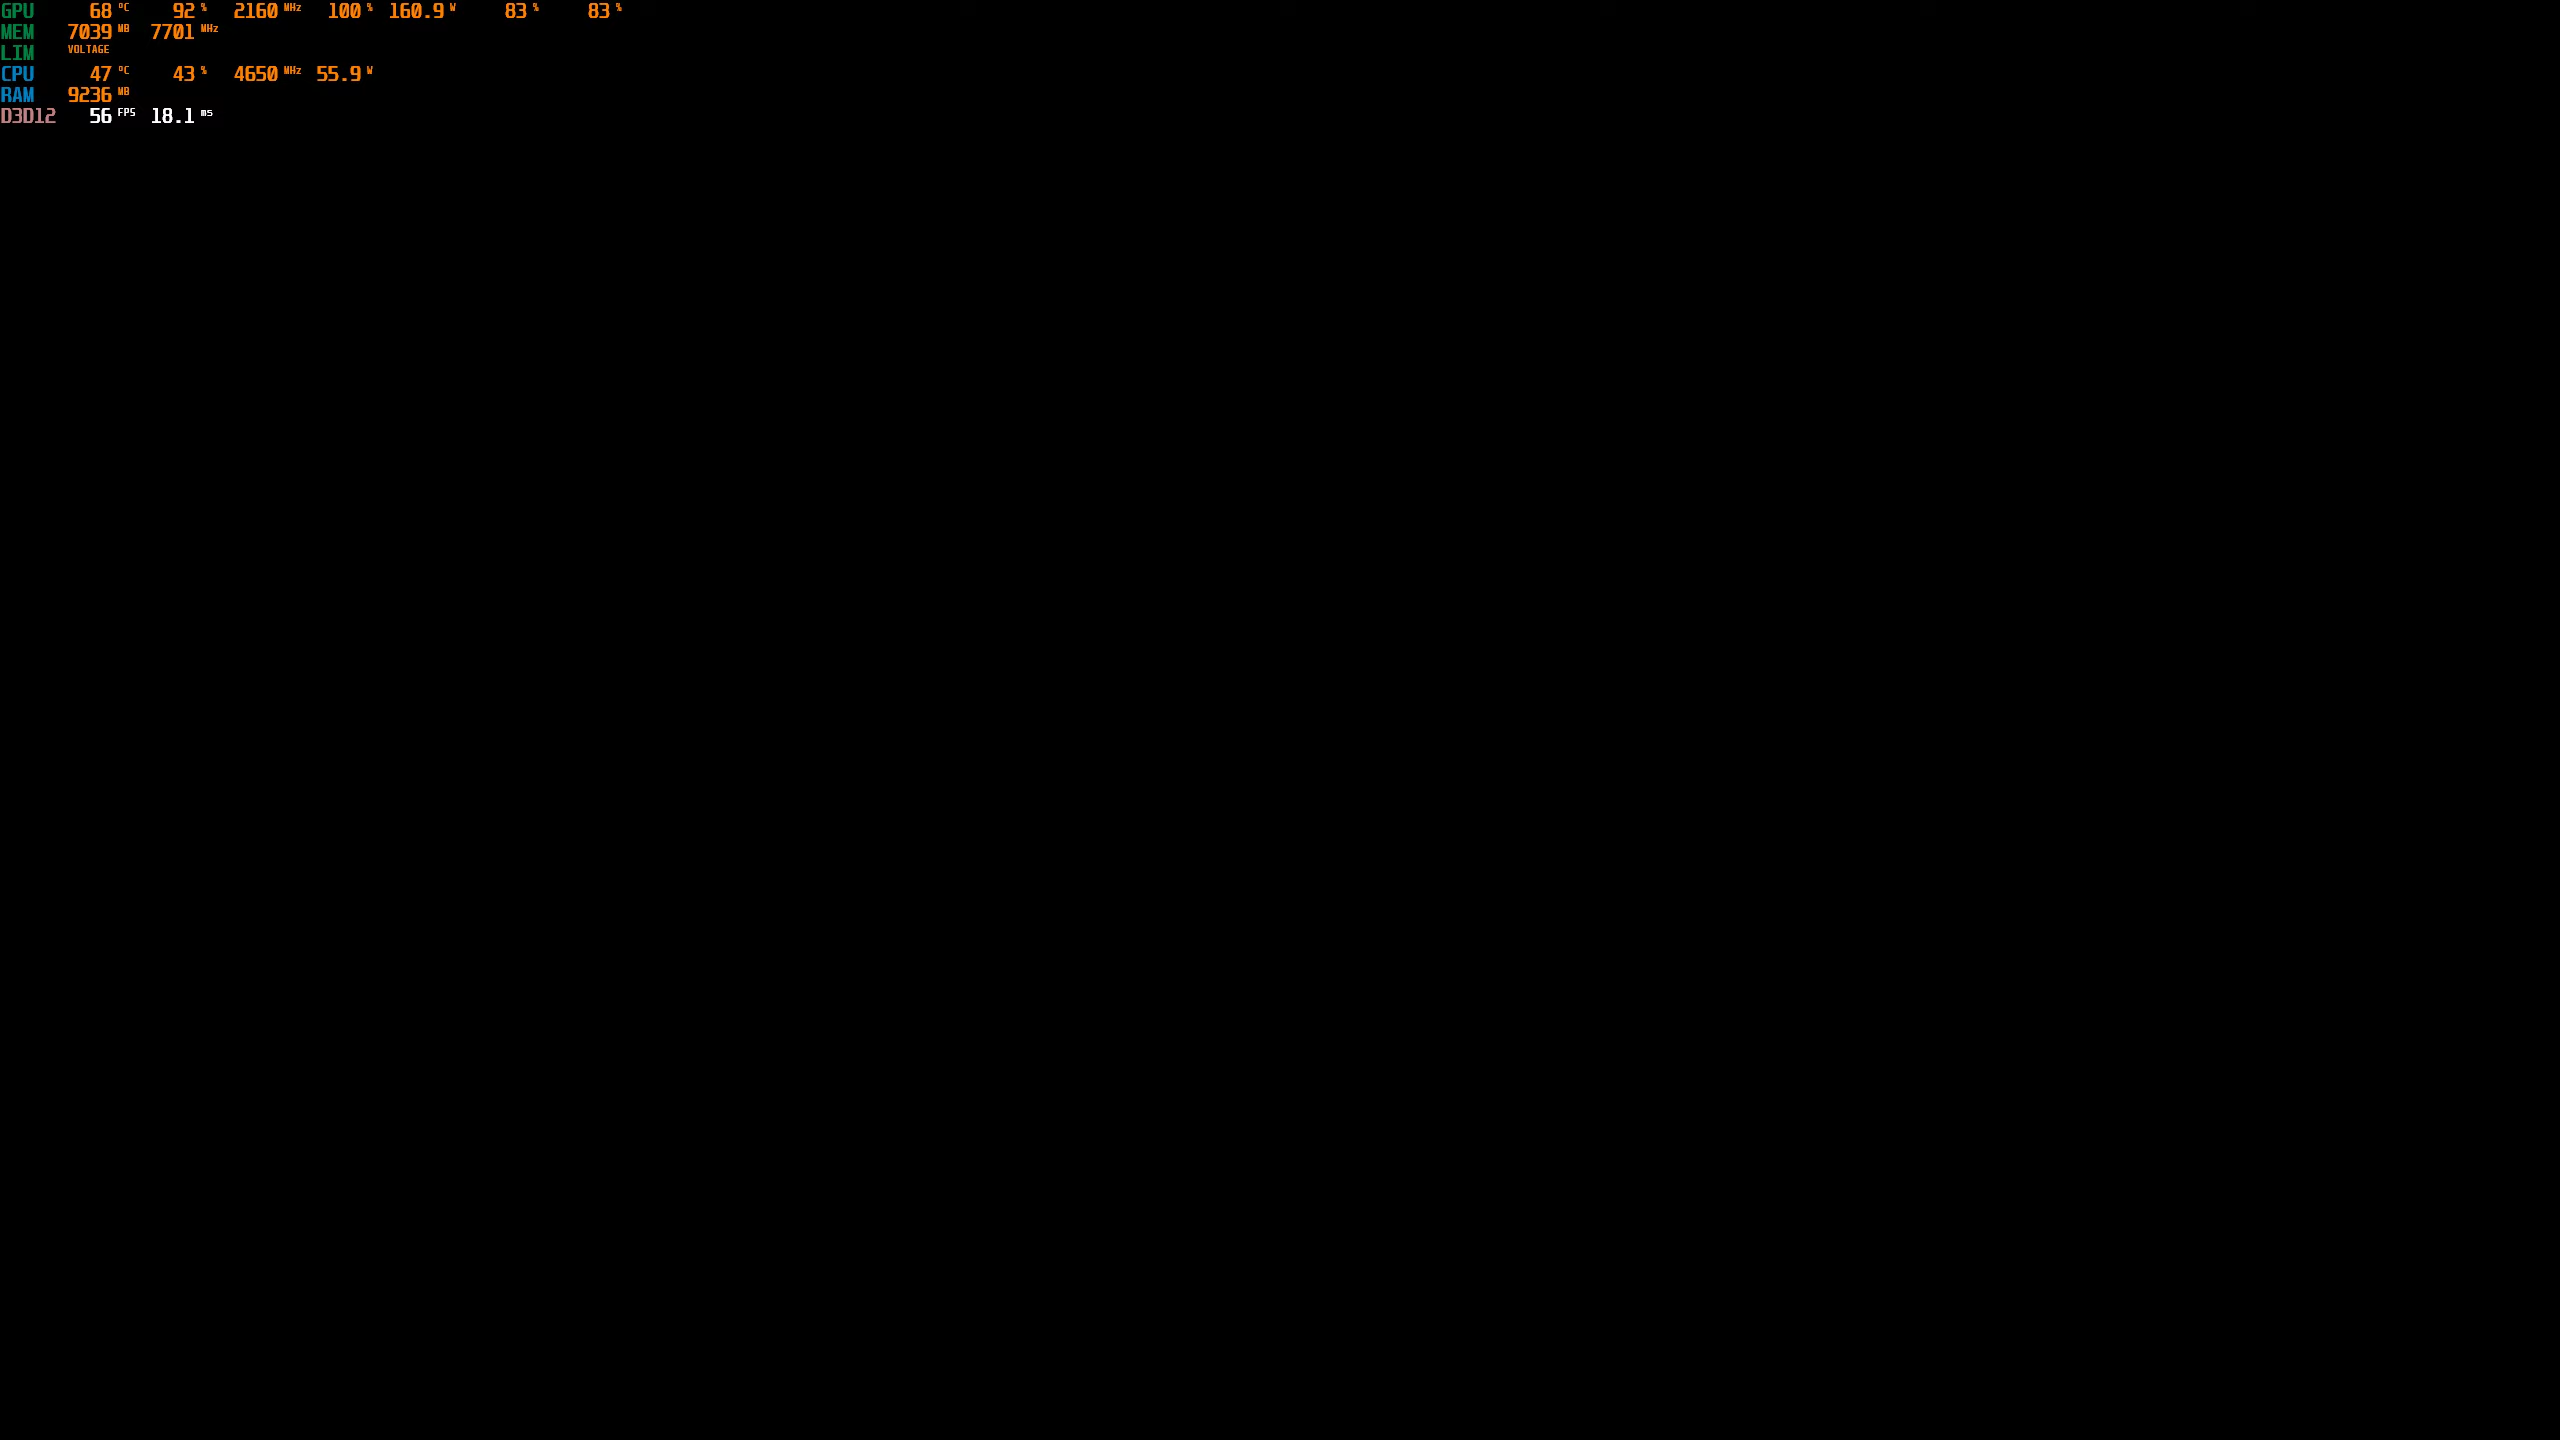 GPU 68 °C 92 % 2160 MHz 100 % 160.9 W 83 % 83 %
MEM 7039 MB 7701 MHz
LIM VOLTAGE
CPU 47 °C 43 % 4650 MHz 55.9 W
RAM 9236 MB
D3D12 56 FPS 18.1 ms